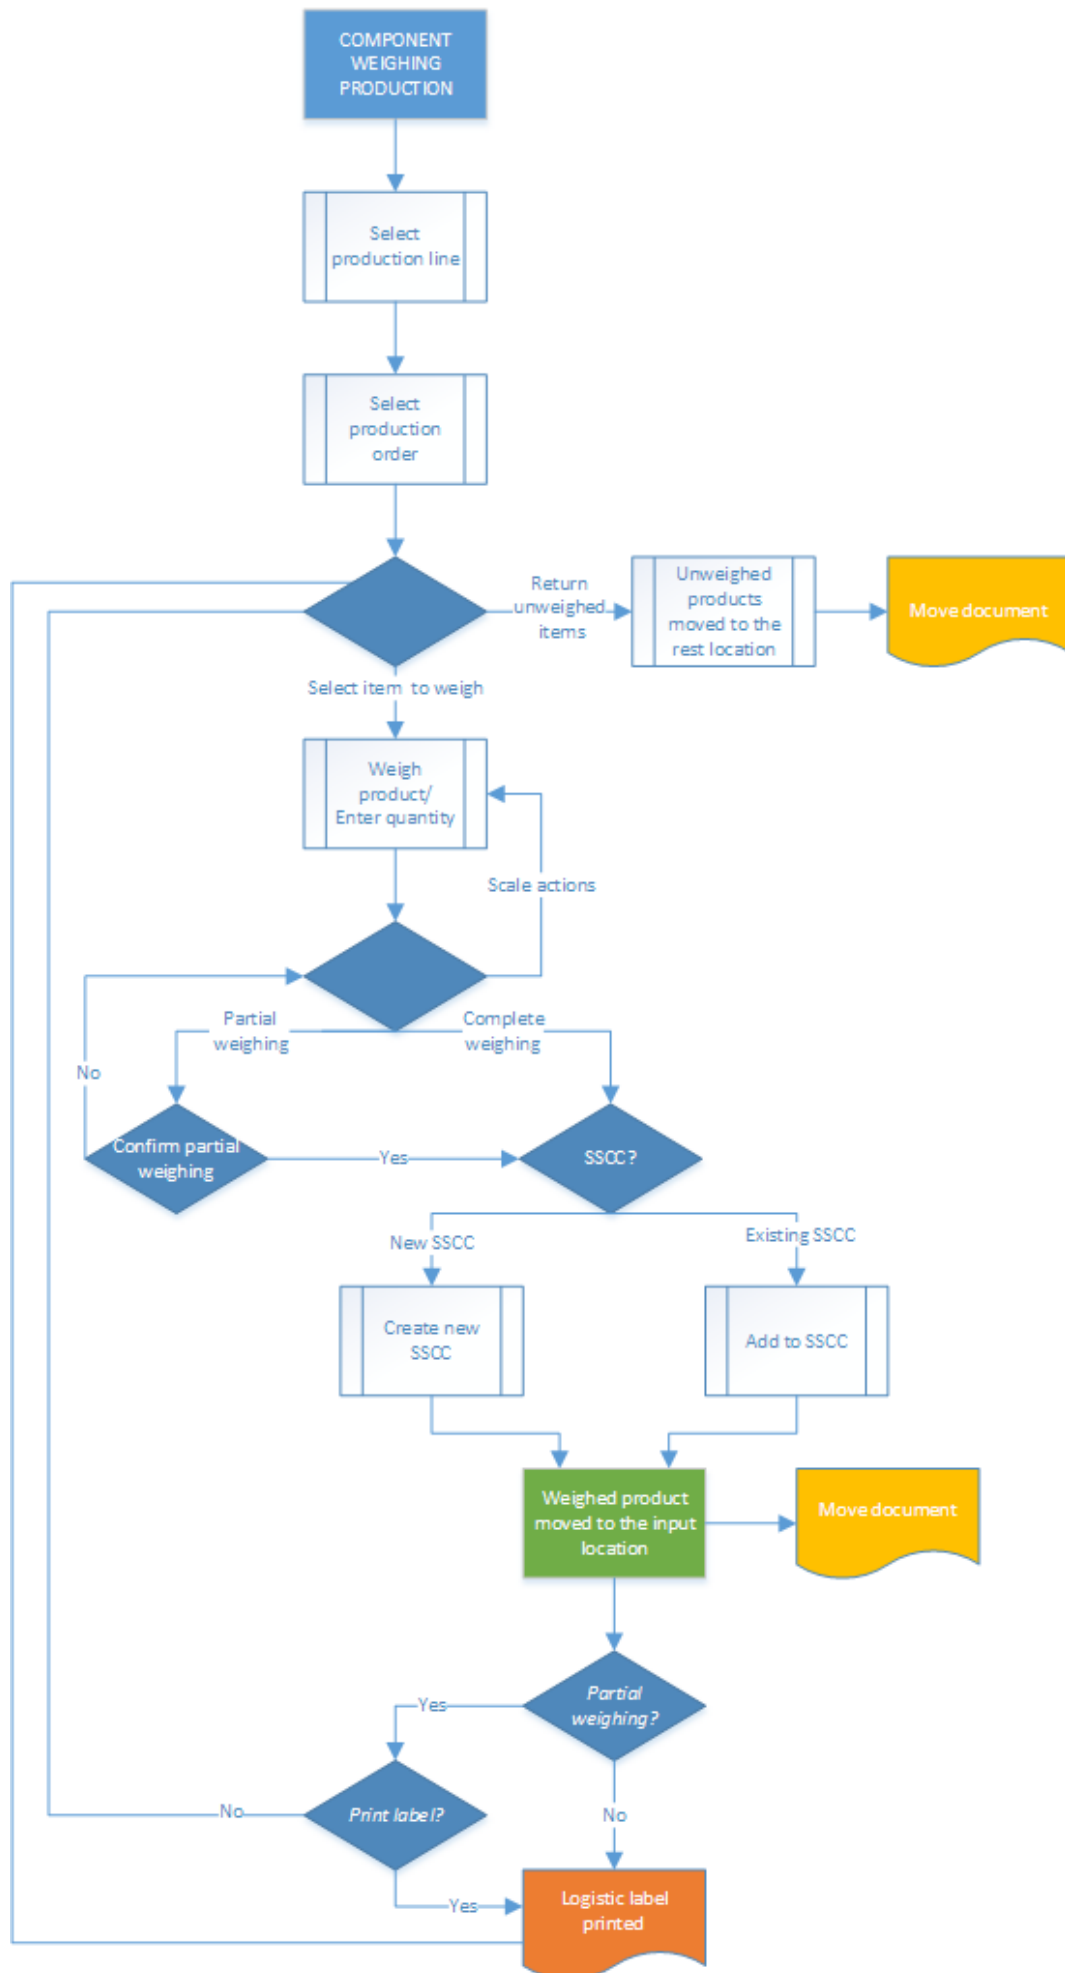 COMPONENT
WEIGHING
PRODUCTION
Select
production line
Select
production
order
Return
unweighed
items
Unweighed
products
moved to the
rest location
Move document
Select item to weigh
Weigh
product/
Enter quantity
Scale actions
Partial
weighing
Complete
weighing
No
Confirm partial
weighing
Yes
SSCC?
New SSCC
Existing SSCC
Create new
SSCC
Add to SSCC
Weighed product
moved to the input
location
Move document
Partial
weighing?
Yes
No
Print label?
No
Yes
Logistic label
printed